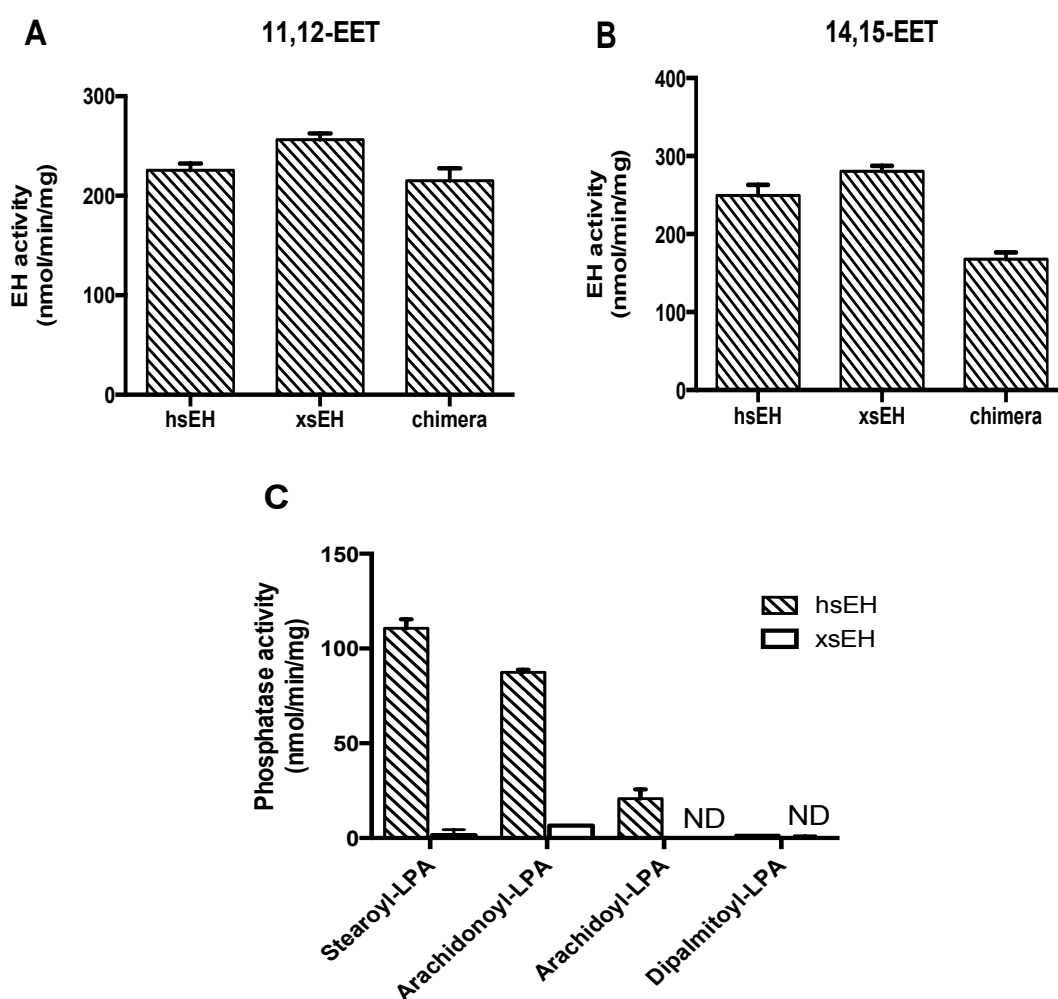 A
11,12-EET
300
200
100
0
EH activity
(nmol/min/mg)
hsEH
xsEH
chimera
B
14,15-EET
400
300
200
100
0
EH activity
(nmol/min/mg)
hsEH
xsEH
chimera
C
150
100
50
0
Phosphatase activity
(nmol/min/mg)
hsEH
xsEH
ND
ND
Stearoyl-LPA
Arachidonoyl-LPA
Arachidoyl-LPA
Dipalmitoyl-LPA